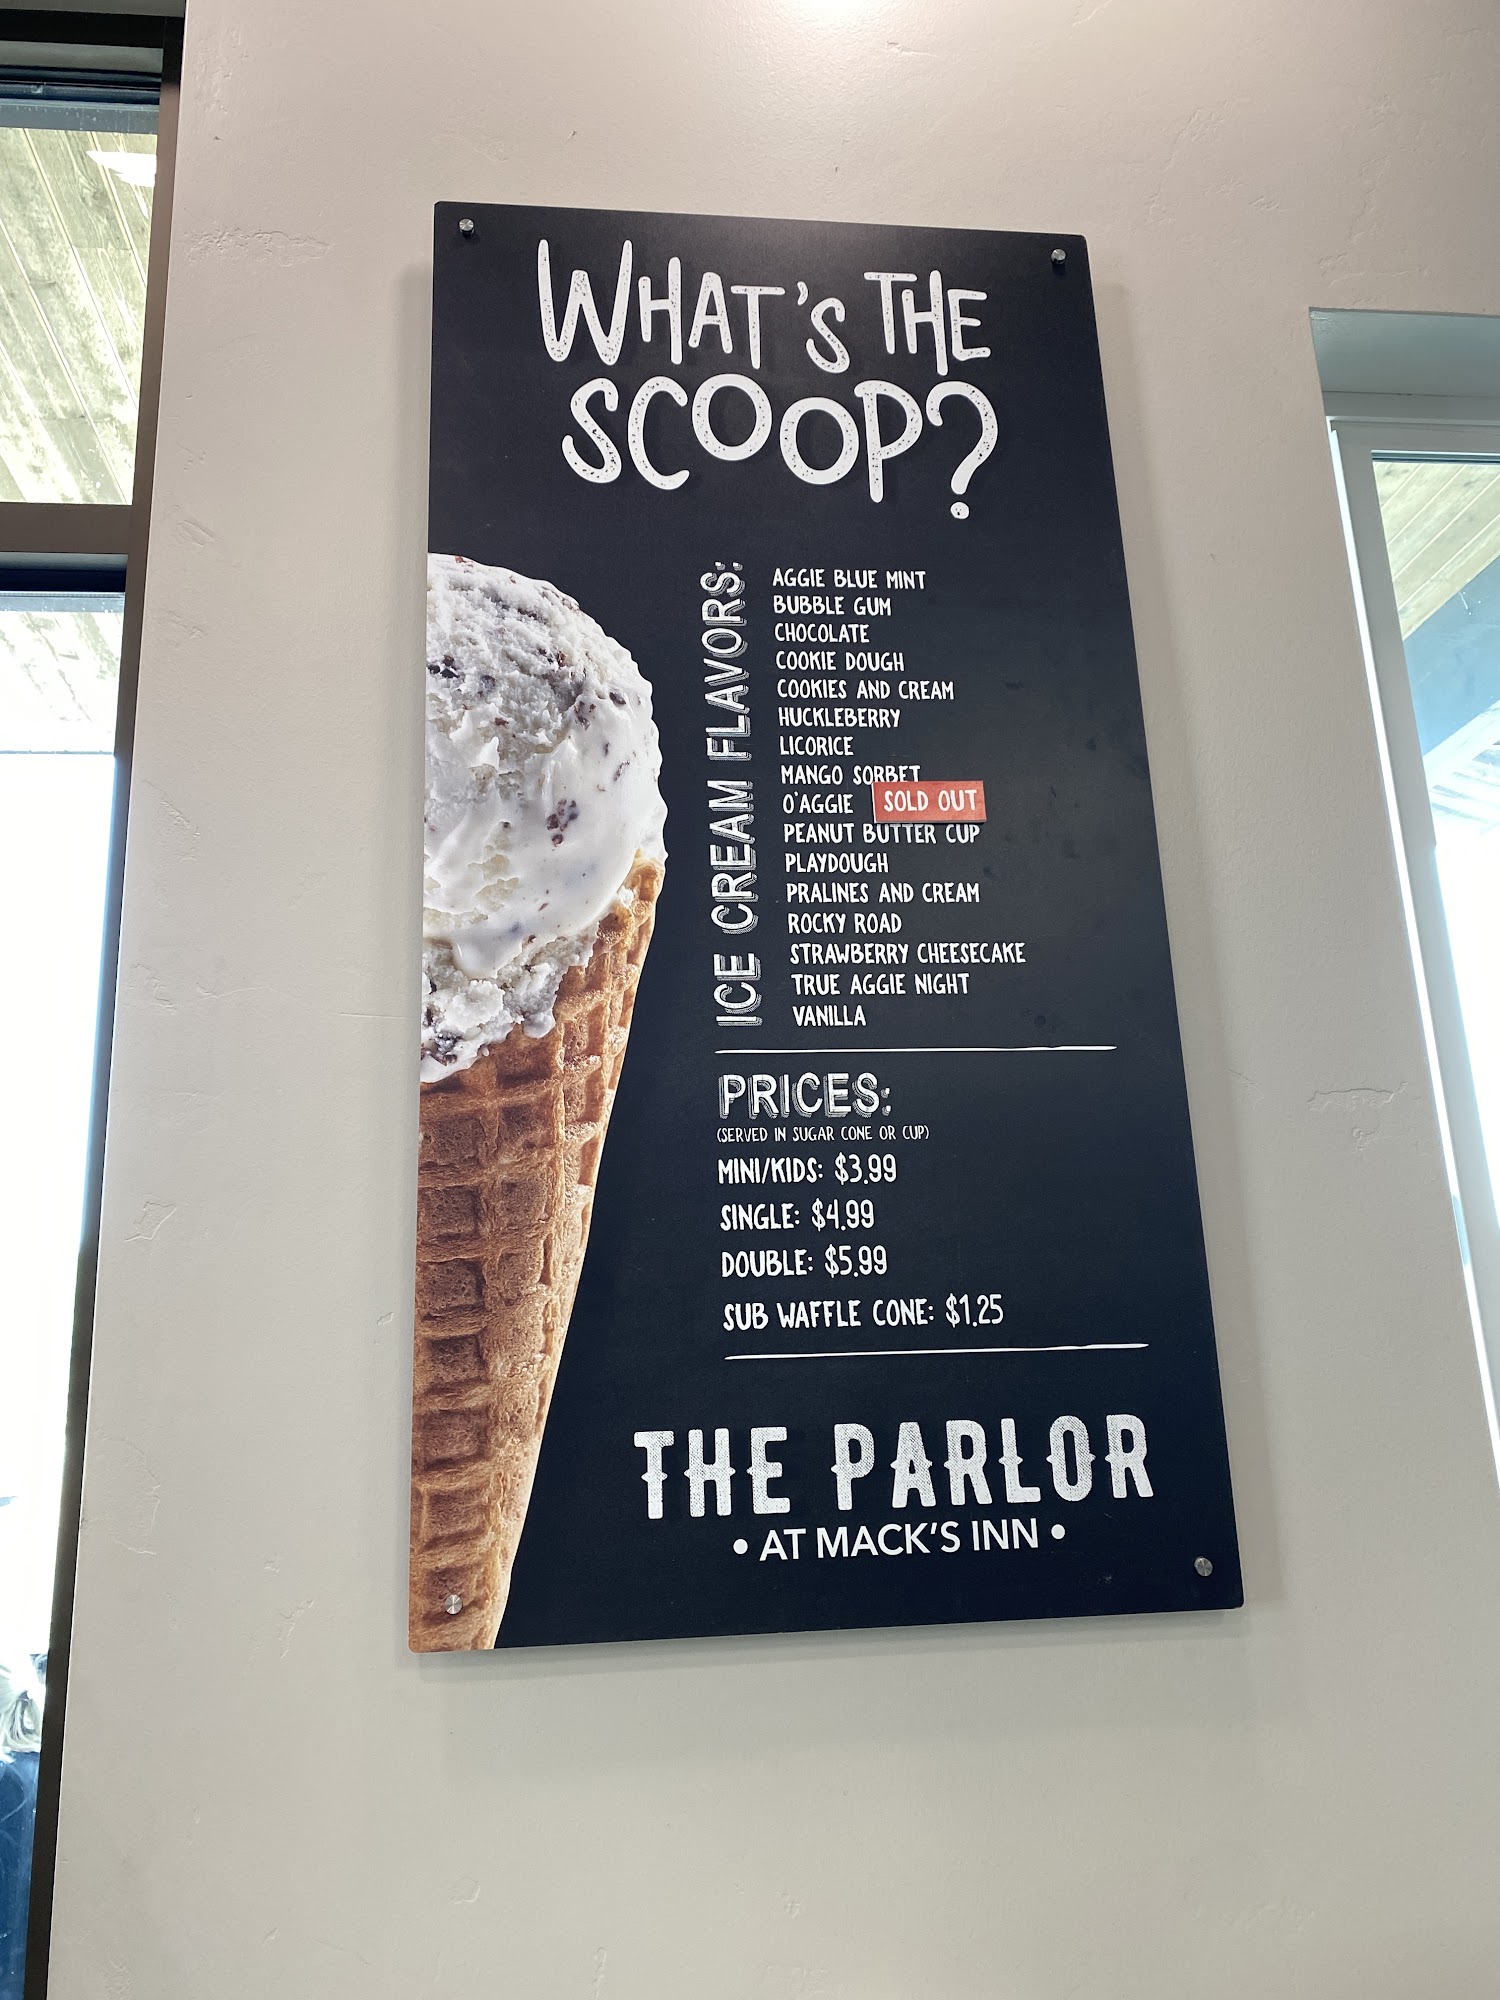 WHAT'S THE
SCOOP?
ICE CREAM FLAVORS:
AGGIE BLUE MINT
BUBBLE GUM
CHOCOLATE
COOKIE DOUGH
COOKIES AND CREAM
HUCKLEBERRY
LICORICE
MANGO SORBET
O'AGGIE SOLD OUT
PEANUT BUTTER CUP
PLAYDOUGH
PRALINES AND CREAM
ROCKY ROAD
STRAWBERRY CHEESECAKE
TRUE AGGIE NIGHT
VANILLA
PRICES:
(SERVED IN SUGAR CONE OR CUP)
MINI/KIDS: $3.99
SINGLE: $4.99
DOUBLE: $5.99
SUB WAFFLE CONE: $1.25
THE PARLOR
• AT MACK'S INN •